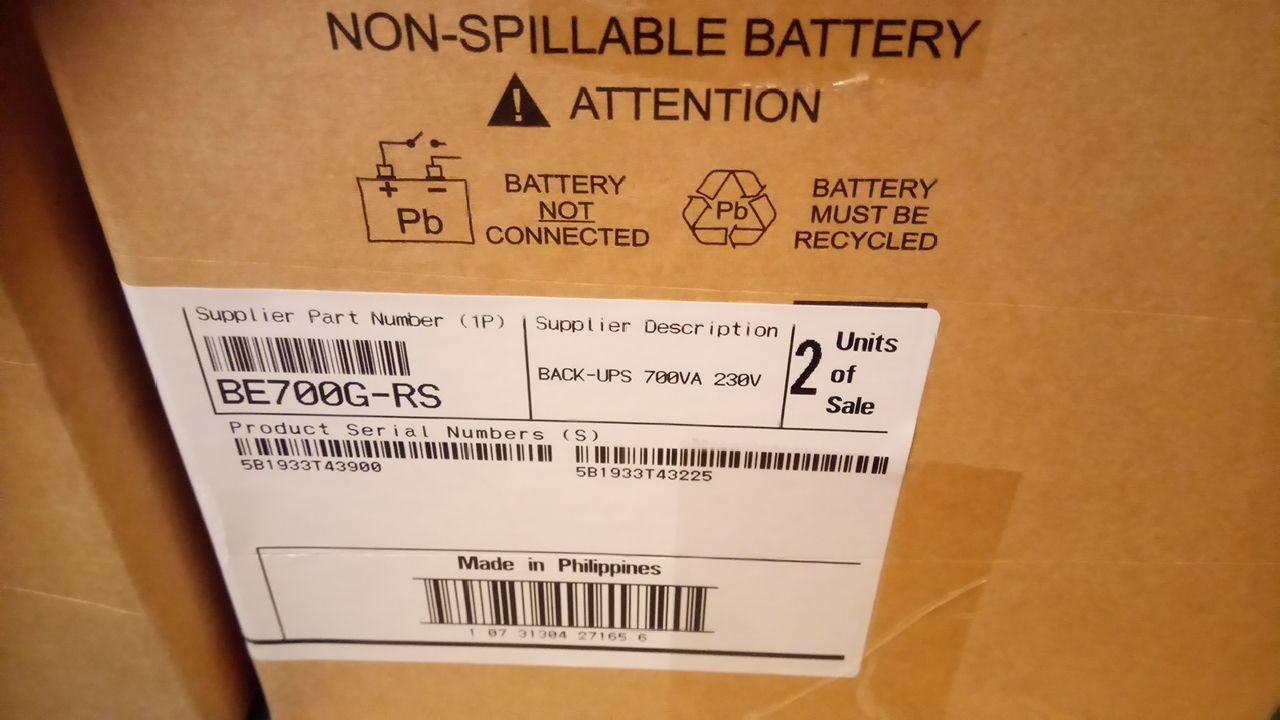 NON-SPILLABLE BATTERY
! ATTENTION
+ -
Pb
BATTERY
NOT
CONNECTED
Pb
BATTERY
MUST BE
RECYCLED
Supplier Part Number (1P)
BE700G-RS
Supplier Description
BACK-UPS 700VA 230V
2 Units
of
Sale
Product Serial Numbers (S)
5B1933T43900
5B1933T43225
Made in Philippines
1 07 31304 27165 6